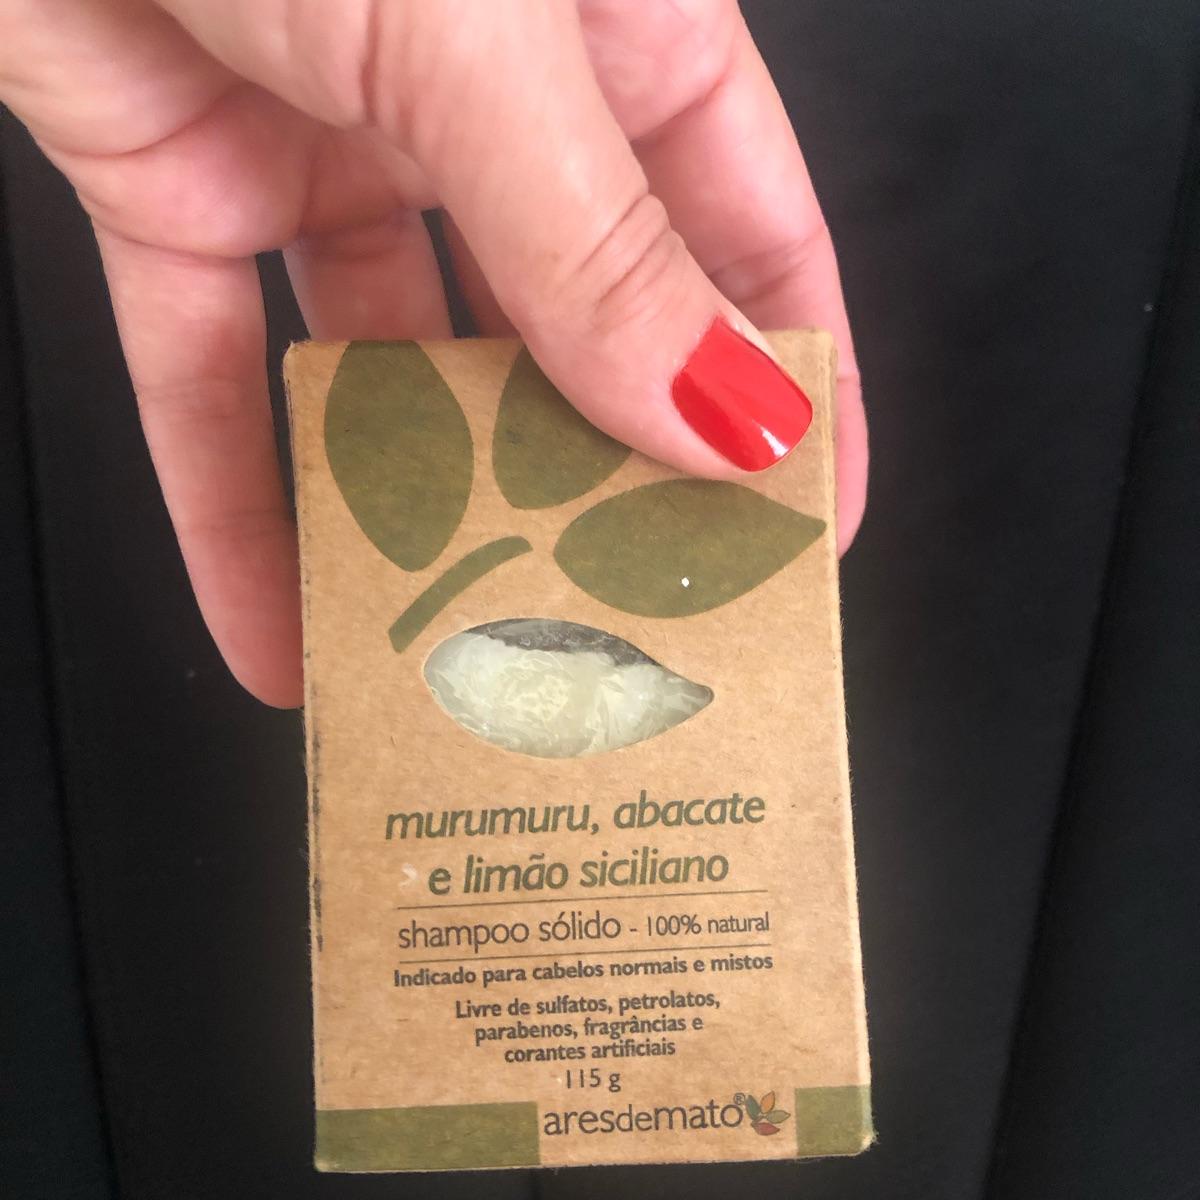 murumuru, abacate
e limão siciliano
shampoo sólido - 100% natural
Indicado para cabelos normais e mistos
Livre de sulfatos, petrolatos,
parabenos, fragrâncias e
corantes artificiais
115 g
aresdemato®